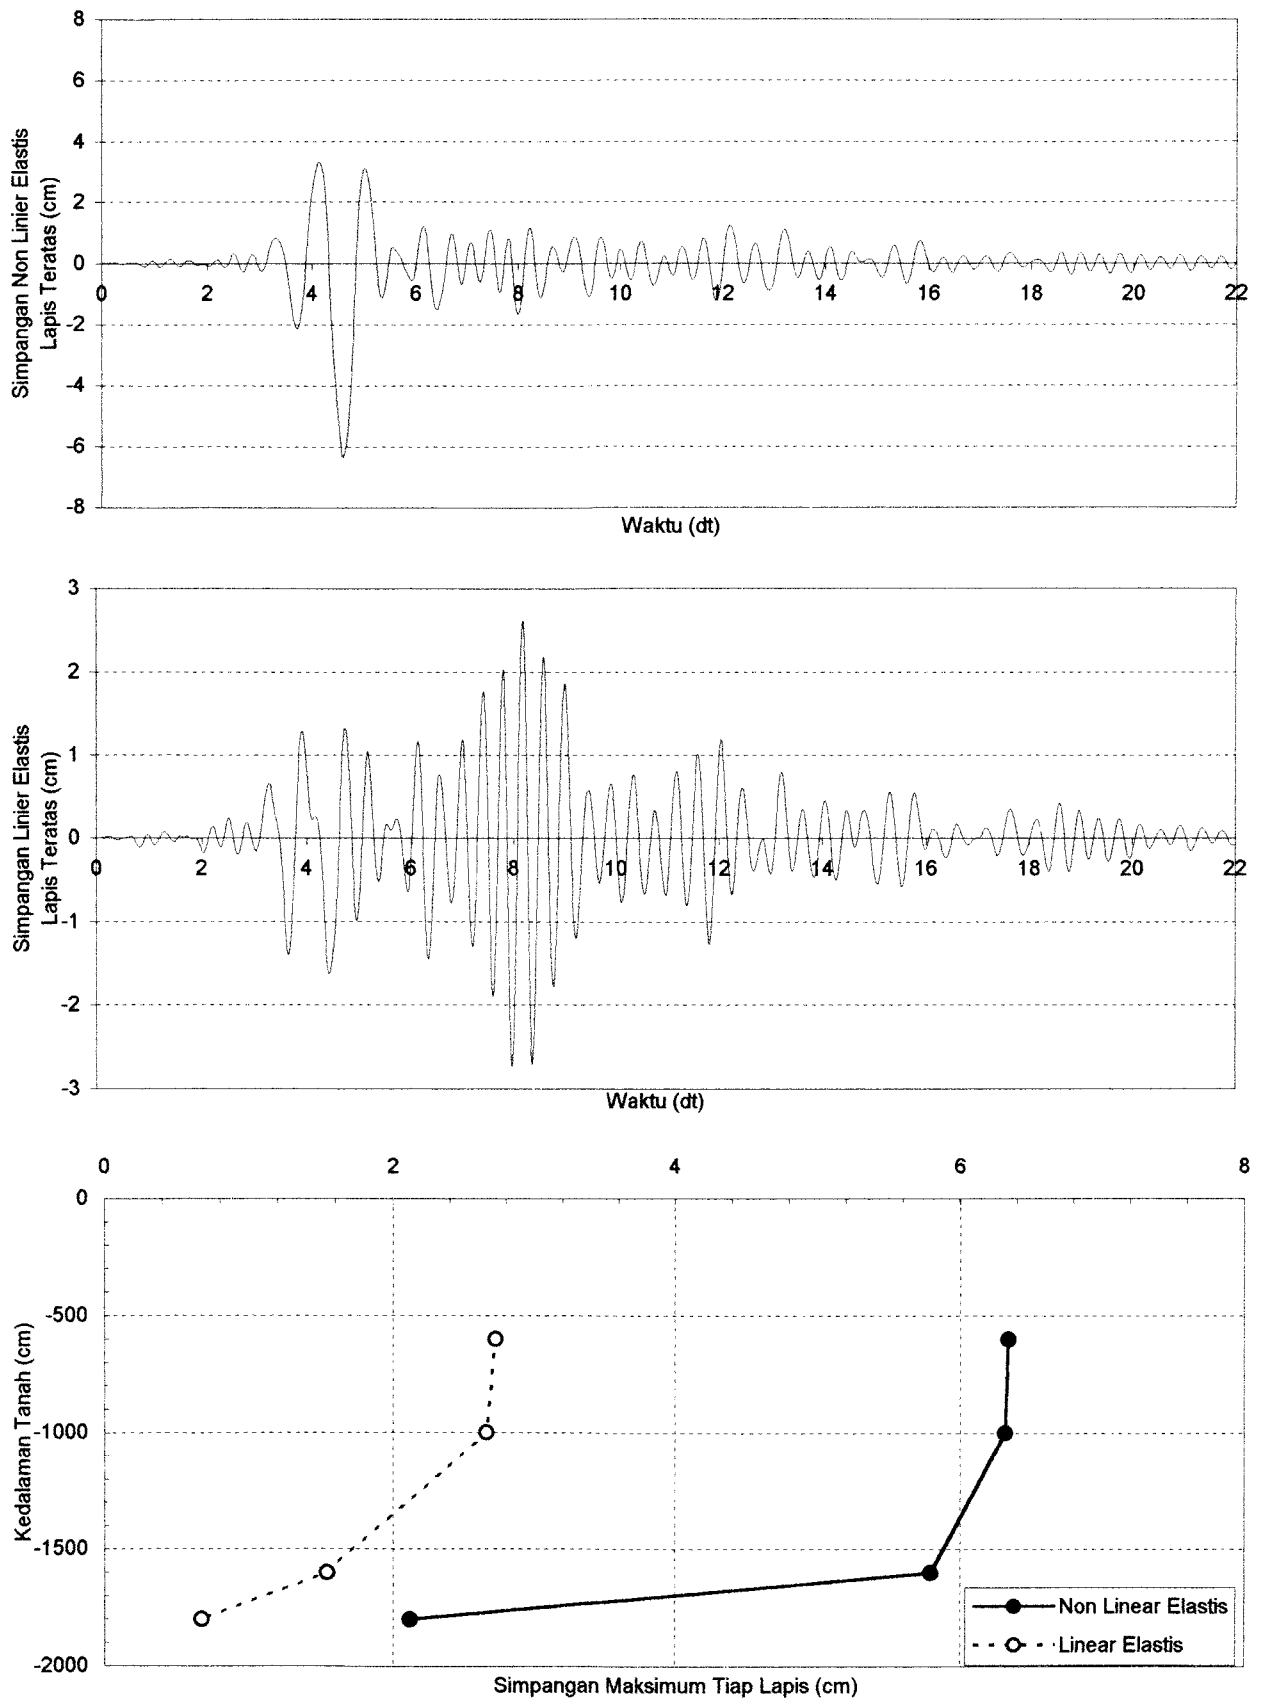 8
6
4
2
0
-2
-4
-6
-8
Simpangan Non Linier Elastis
Lapis Teratas (cm)
0 2 4 6 8 10 12 14 16 18 20 22
Waktu (dt)
3
2
1
0
-1
-2
-3
Simpangan Linier Elastis
Lapis Teratas (cm)
0 2 4 6 8 10 12 14 16 18 20 22
Waktu (dt)
0 2 4 6 8
0
-500
-1000
-1500
-2000
Kedalaman Tanah (cm)
Non Linear Elastis
Linear Elastis
Simpangan Maksimum Tiap Lapis (cm)